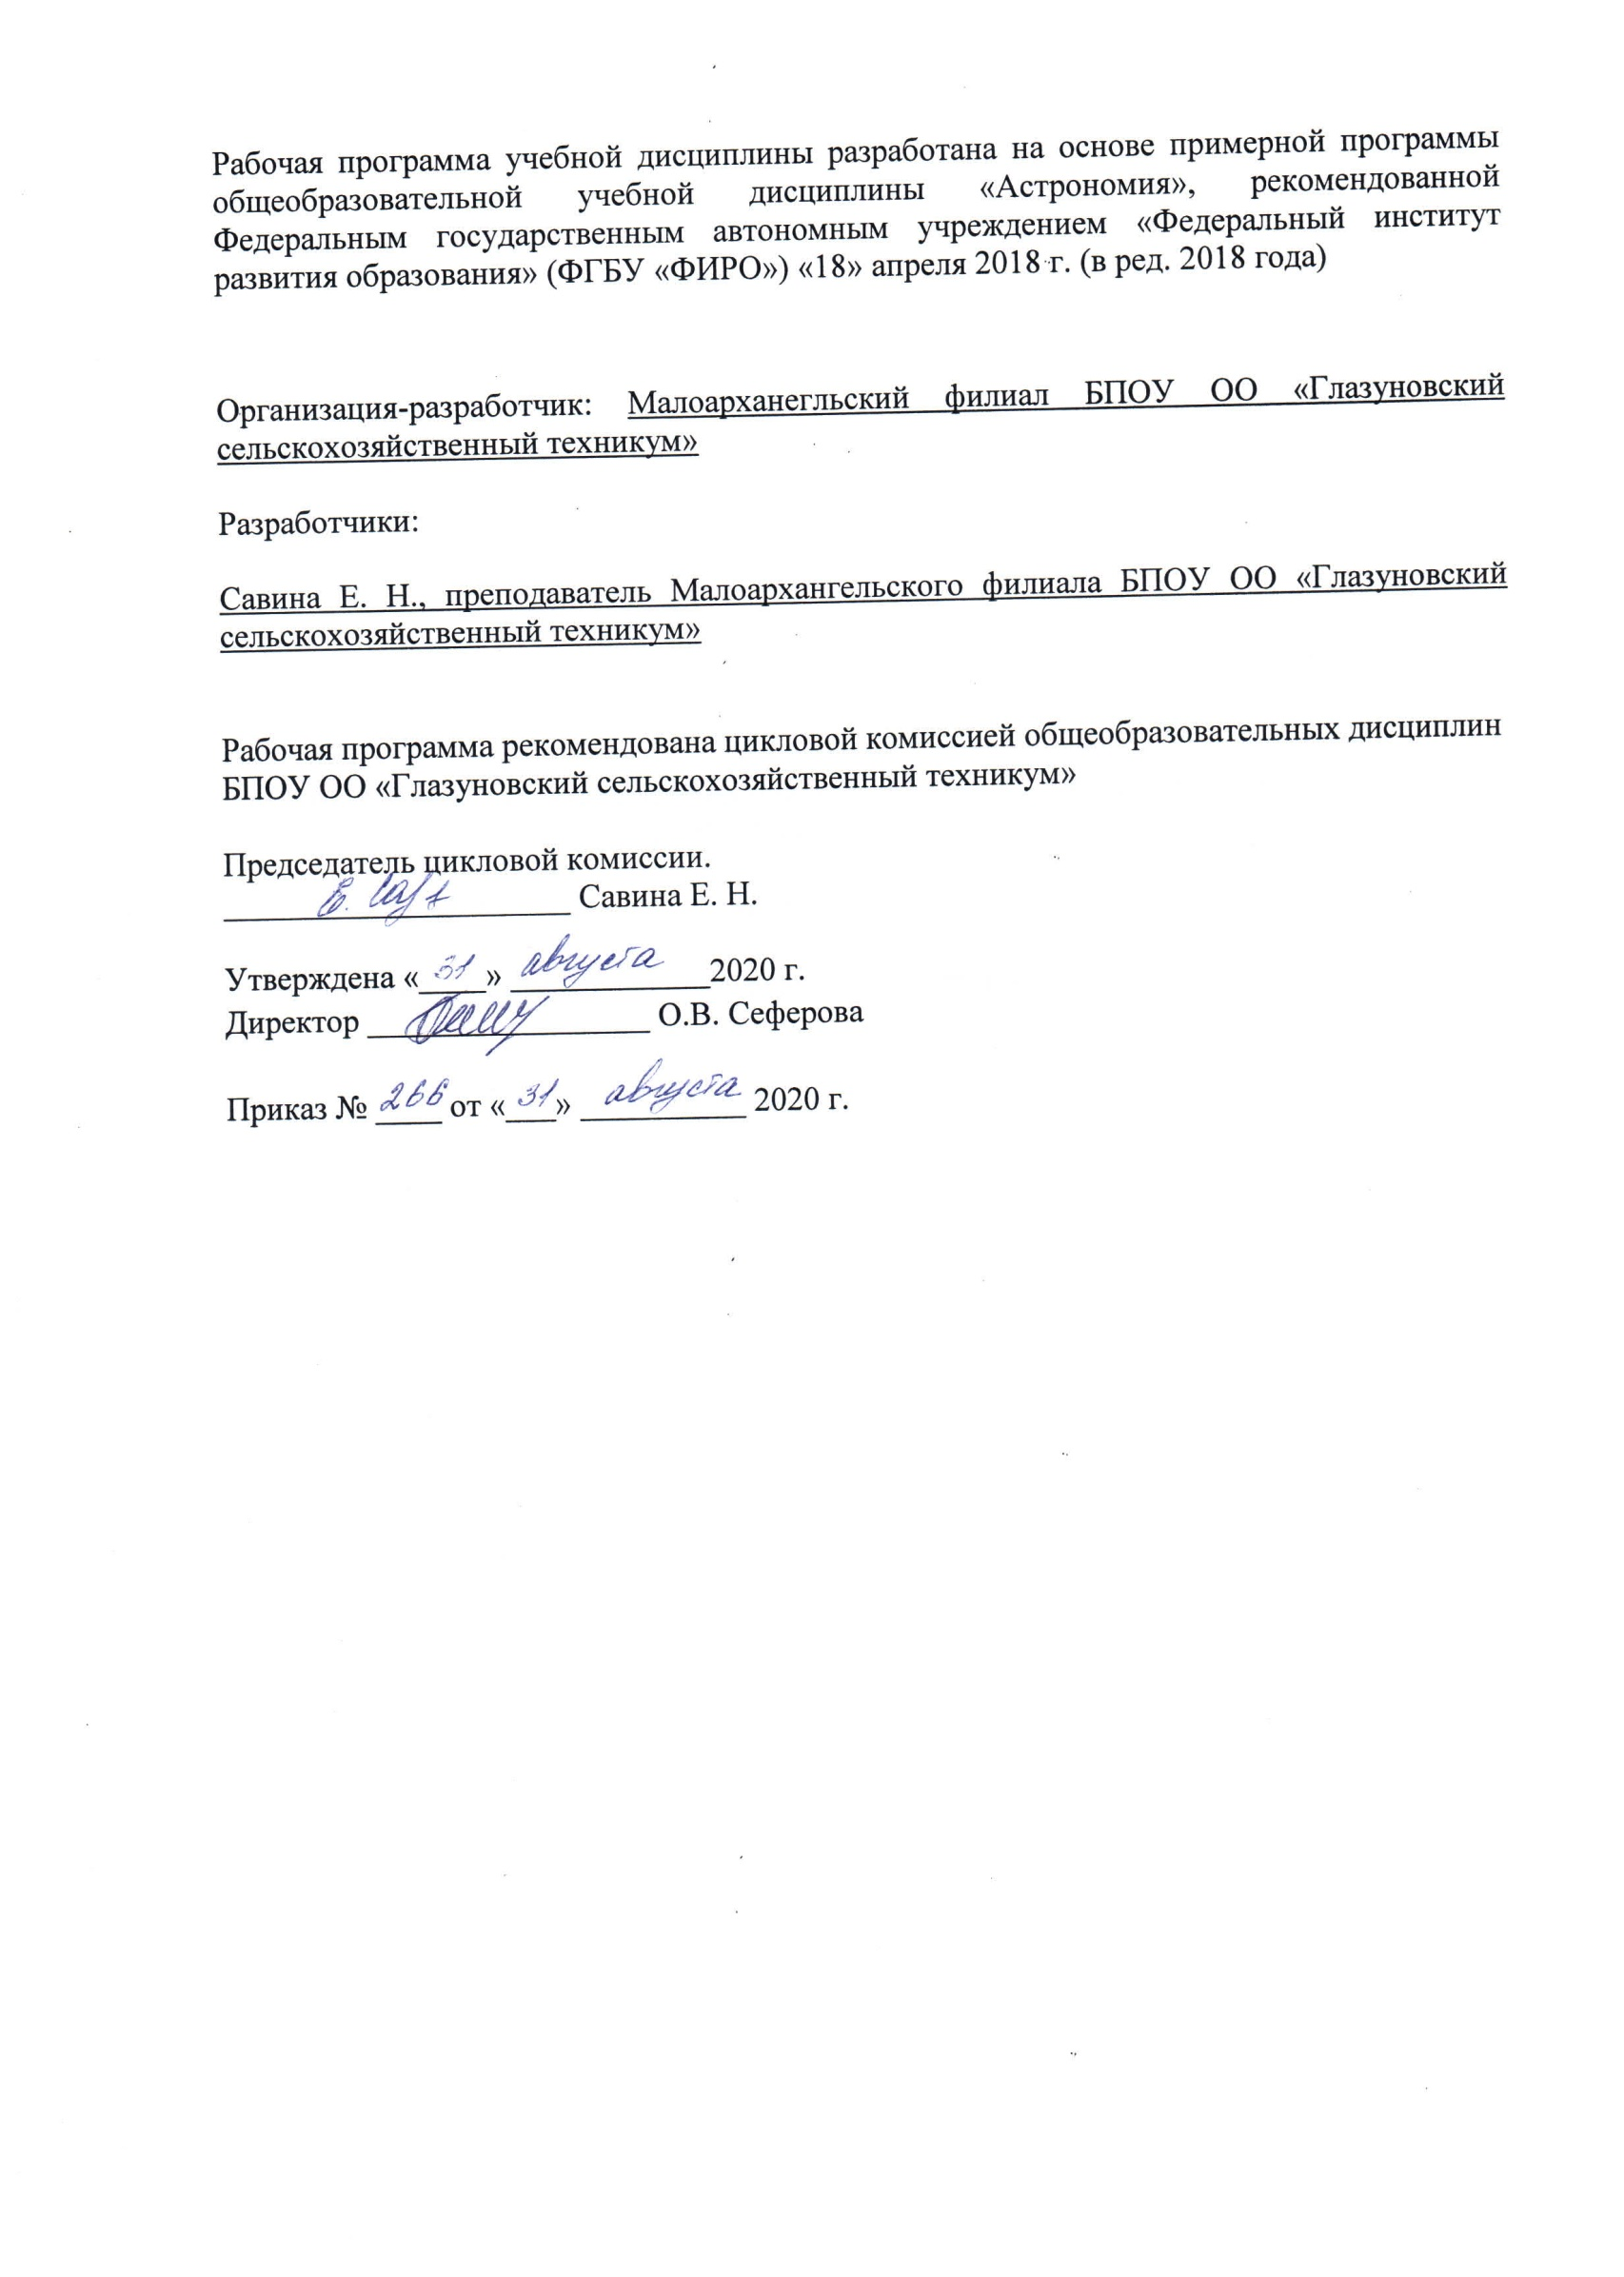 Рабочая программа учебной дисциплины разработана на основе примерной программы
общеобразовательной учебной дисциплины «Астрономия», рекомендованной
Федеральным государственным автономным учреждением «Федеральный институт
развития образования» (ФГБУ «ФИРО») «18» апреля 2018 г. (в ред. 2018 года)
Организация-разработчик: Малоарханегльский филиал БПОУ ОО «Глазуновский
сельскохозяйственный техникум»
Разработчики:
Савина Е. Н., преподаватель Малоархангельского филиала БПОУ ОО «Глазуновский
сельскохозяйственный техникум»
Рабочая программа рекомендована цикловой комиссией общеобразовательных дисциплин
БПОУ ОО «Глазуновский сельскохозяйственный техникум»
Председатель цикловой комиссии.
Савина Е. Н.
Утверждена «31» августа 2020 г.
Директор О.В. Сеферова
Приказ № 266 от «31» августа 2020 г.